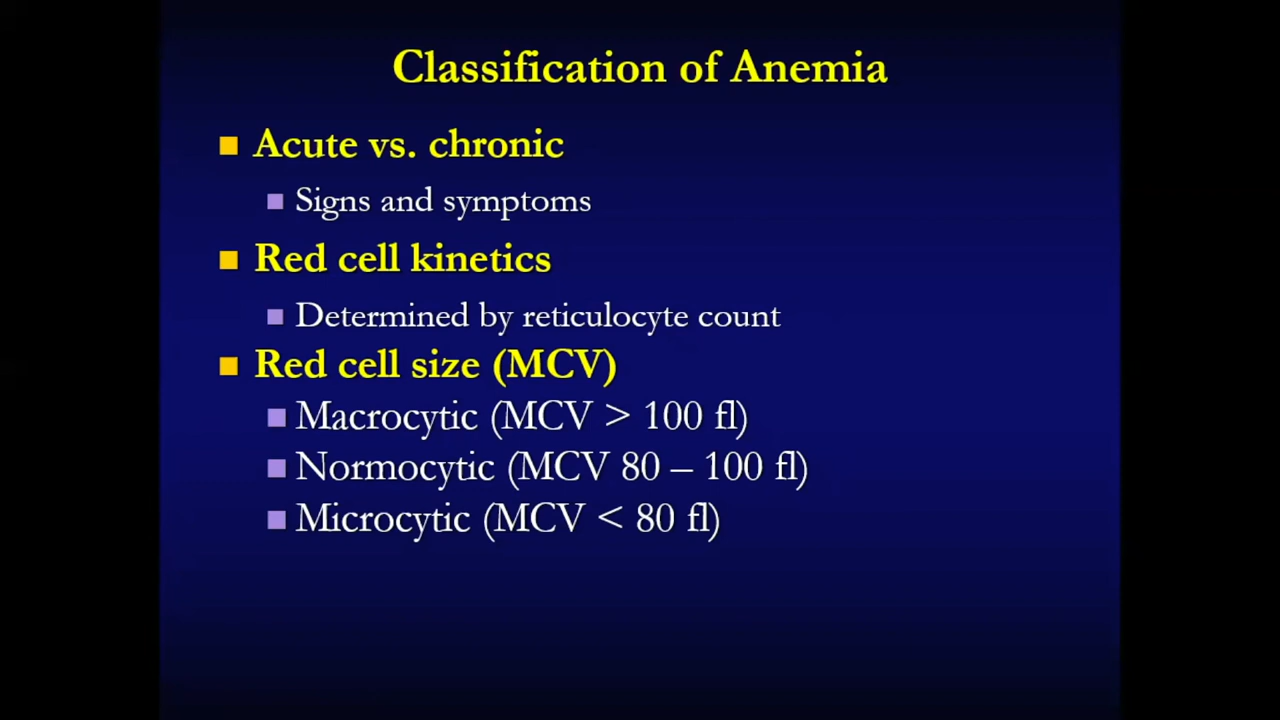 Classification of Anemia
Acute vs. chronic
Signs and symptoms
Red cell kinetics
Determined by reticulocyte count
Red cell size (MCV)
Macrocytic (MCV > 100 fl)
Normocytic (MCV 80 – 100 fl)
Microcytic (MCV < 80 fl)